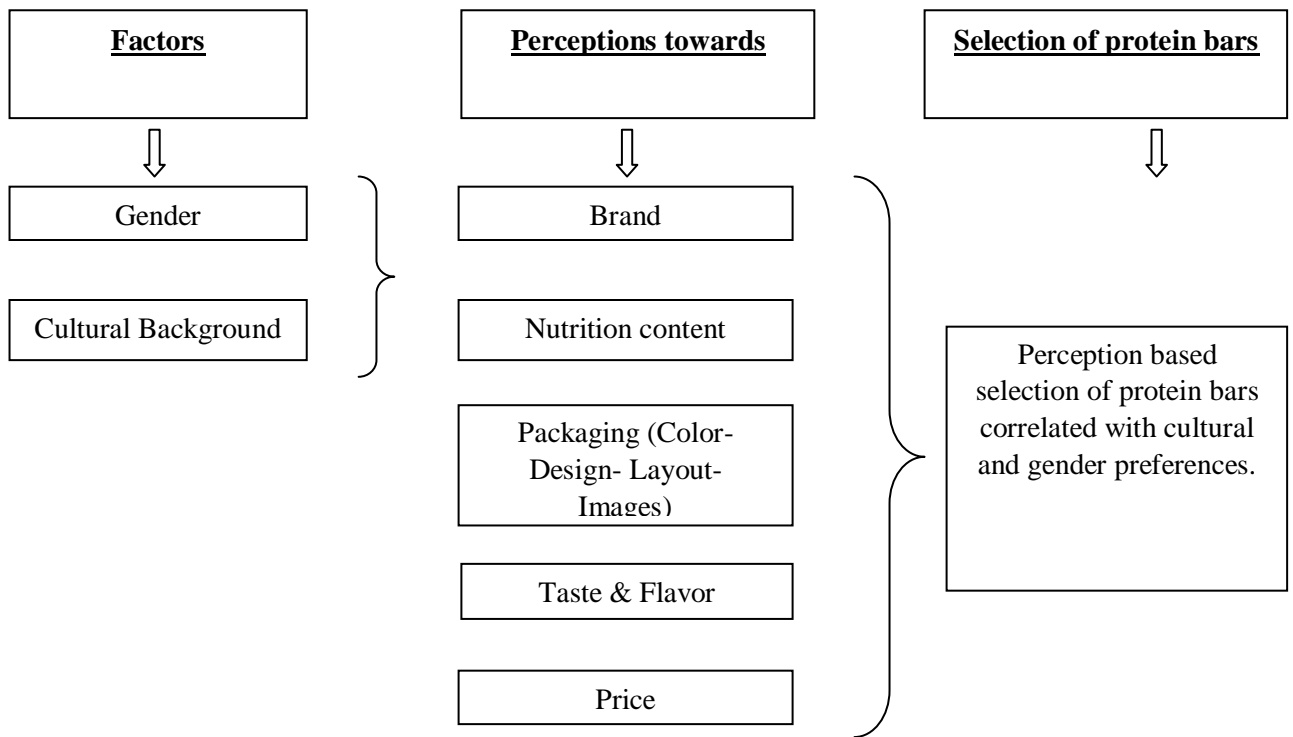 Factors
Perceptions towards
Selection of protein bars
Gender
Cultural Background
Brand
Nutrition content
Packaging (Color-
Design- Layout-
Images)
Taste & Flavor
Price
Perception based
selection of protein bars
correlated with cultural
and gender preferences.